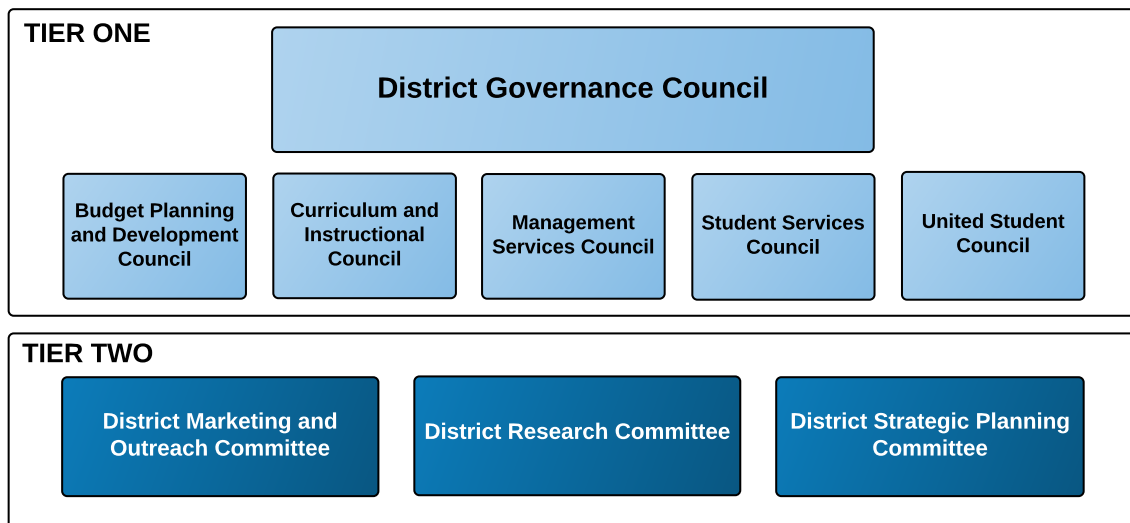 TIER ONE
District Governance Council
Budget Planning
and Development
Council
Curriculum and
Instructional
Council
Management
Services Council
Student Services
Council
United Student
Council
TIER TWO
District Marketing and
Outreach Committee
District Research Committee
District Strategic Planning
Committee